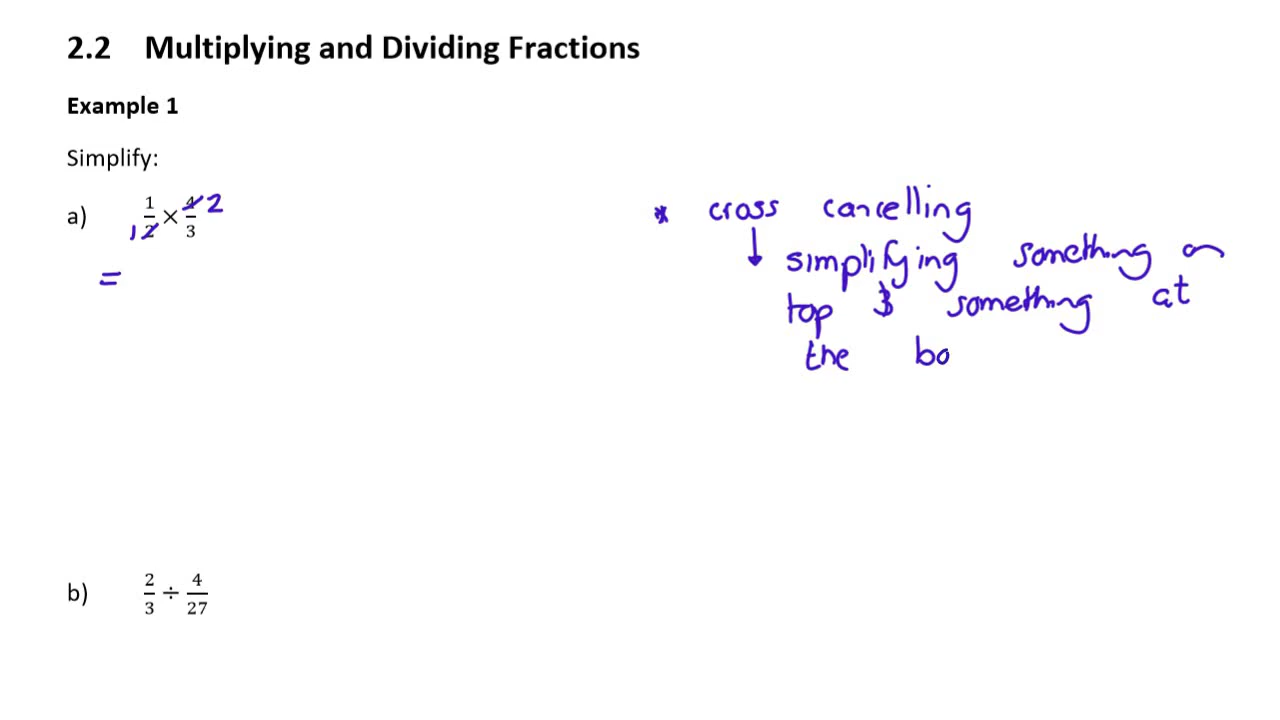 2.2 Multiplying and Dividing Fractions
Example 1
Simplify:
a) 1/2 × 4/3 1 2
=
* cross cancelling
↓ simplifying something on
top & something at
the bo
b) 2/3 ÷ 4/27